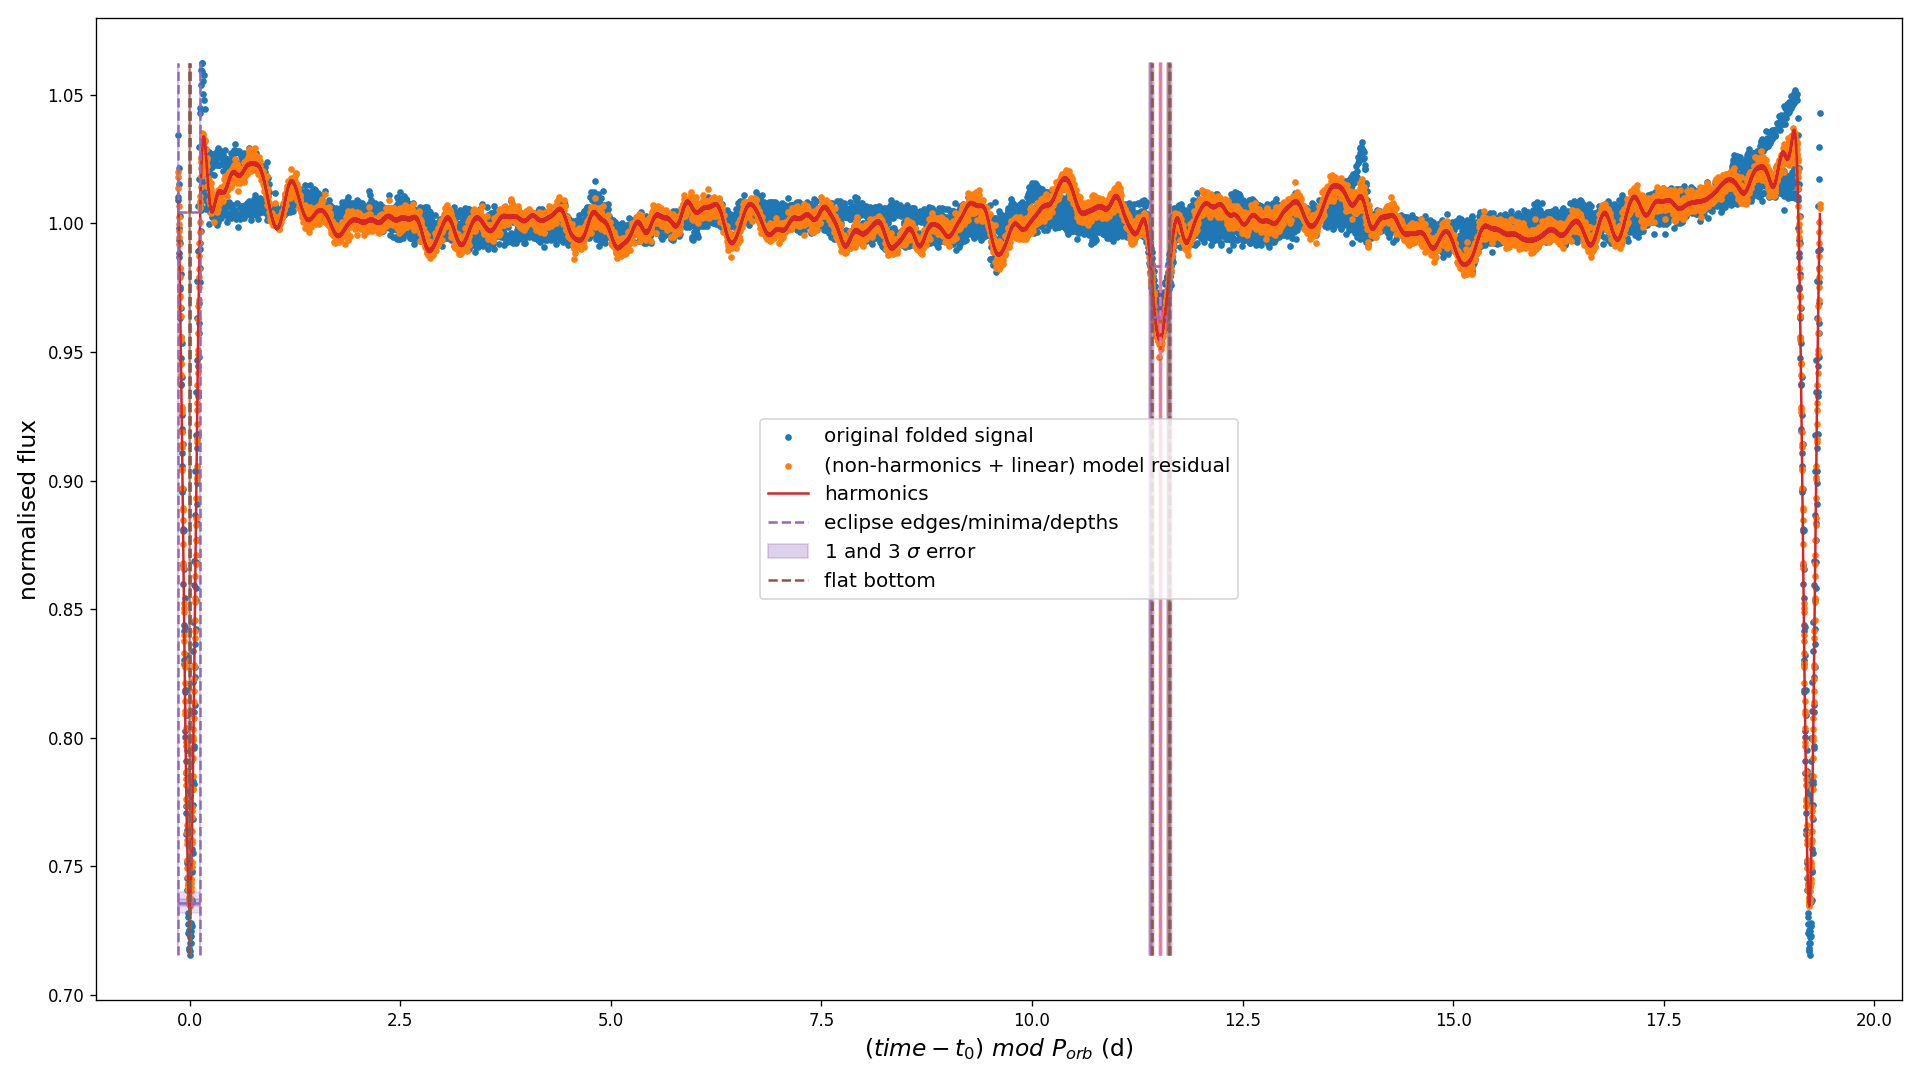 1.05
1.00
0.95
0.90
0.85
0.80
0.75
0.70
normalised flux
original folded signal
(non-harmonics + linear) model residual
harmonics
eclipse edges/minima/depths
1 and 3 σ error
flat bottom
0.0 2.5 5.0 7.5 10.0 12.5 15.0 17.5 20.0
(time − t₀) mod Pₒᵣb (d)